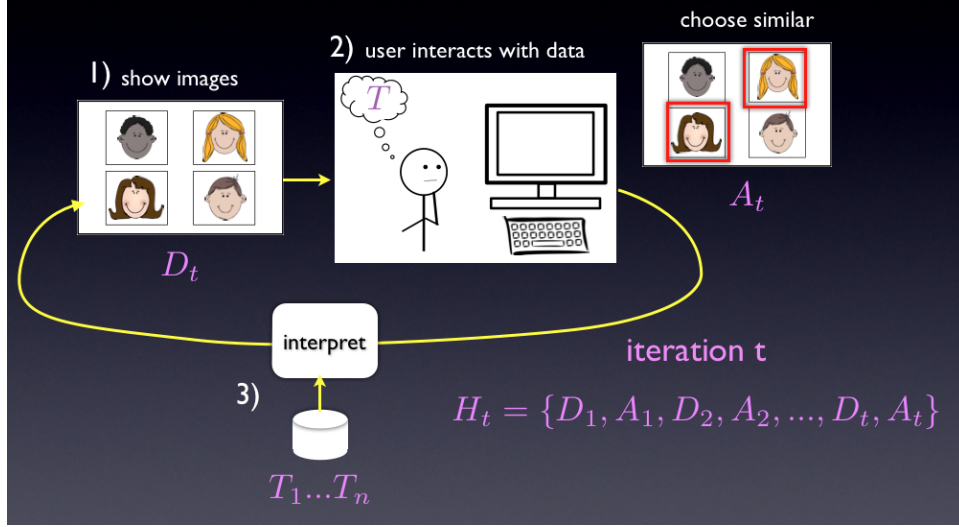 1) show images
D_t
2) user interacts with data
T
choose similar
A_t
interpret
3)
T_1...T_n
iteration t
H_t = {D_1, A_1, D_2, A_2, ..., D_t, A_t}